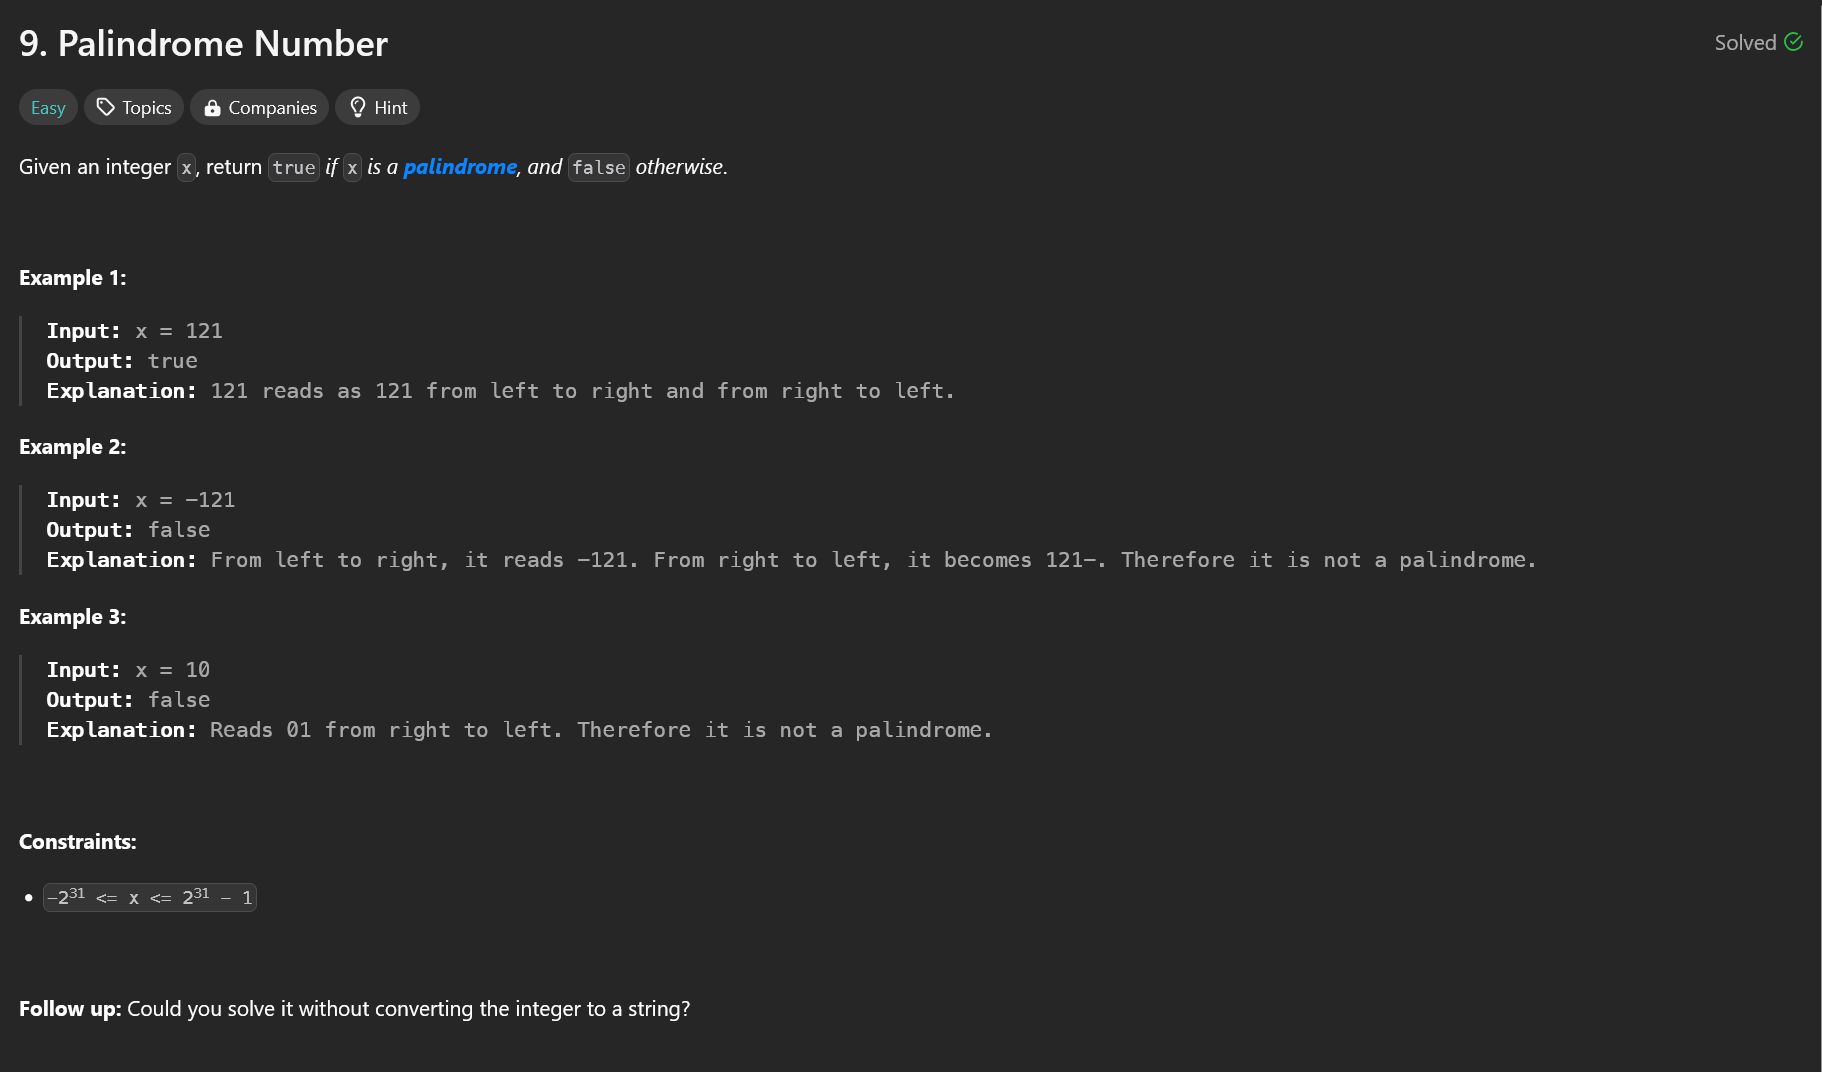 9. Palindrome Number
Solved
Easy Topics Companies Hint
Given an integer x, return true if x is a palindrome, and false otherwise.
Example 1:
Input: x = 121
Output: true
Explanation: 121 reads as 121 from left to right and from right to left.
Example 2:
Input: x = -121
Output: false
Explanation: From left to right, it reads -121. From right to left, it becomes 121-. Therefore it is not a palindrome.
Example 3:
Input: x = 10
Output: false
Explanation: Reads 01 from right to left. Therefore it is not a palindrome.
Constraints:
• -2³¹ <= x <= 2³¹ - 1
Follow up: Could you solve it without converting the integer to a string?